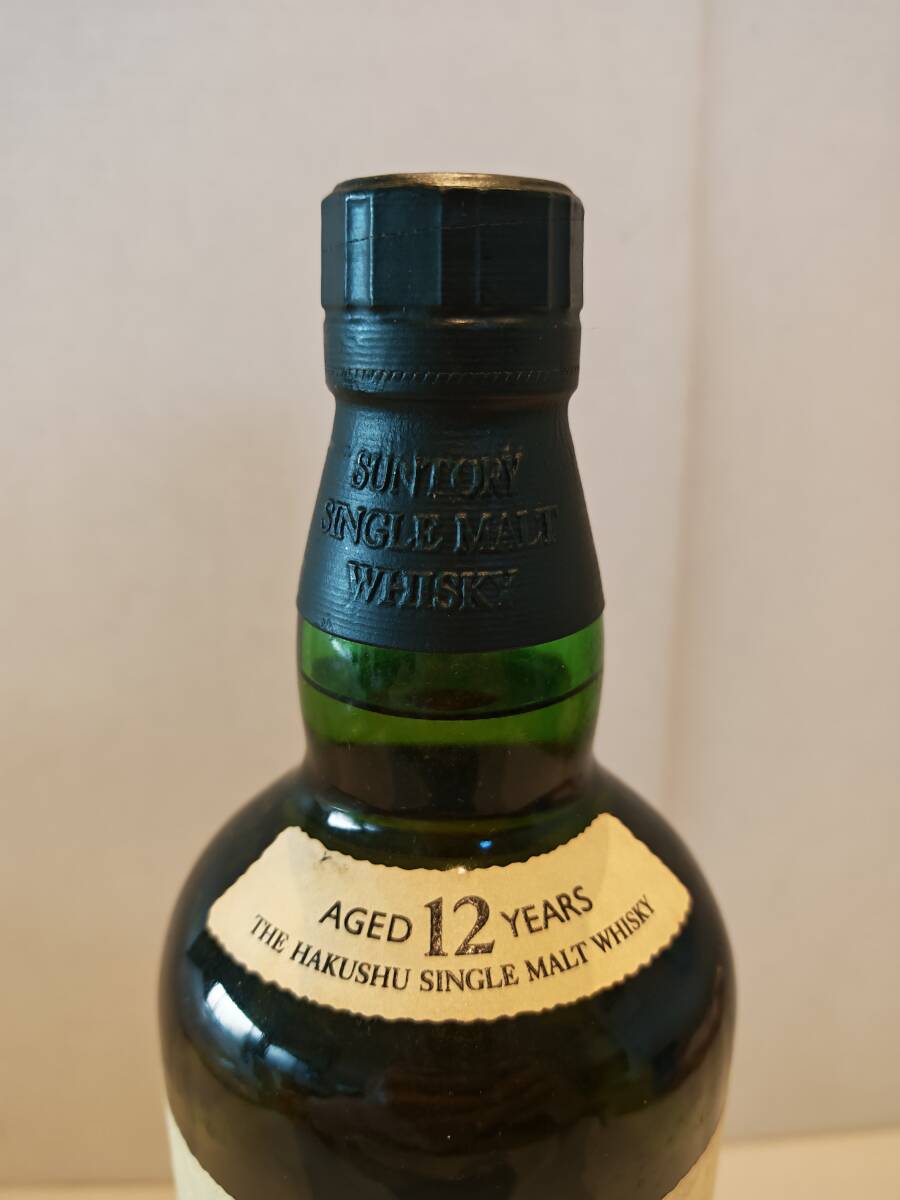 SUNTORY
SINGLE MALT
WHISKY
AGED 12 YEARS
THE HAKUSHU SINGLE MALT WHISKY